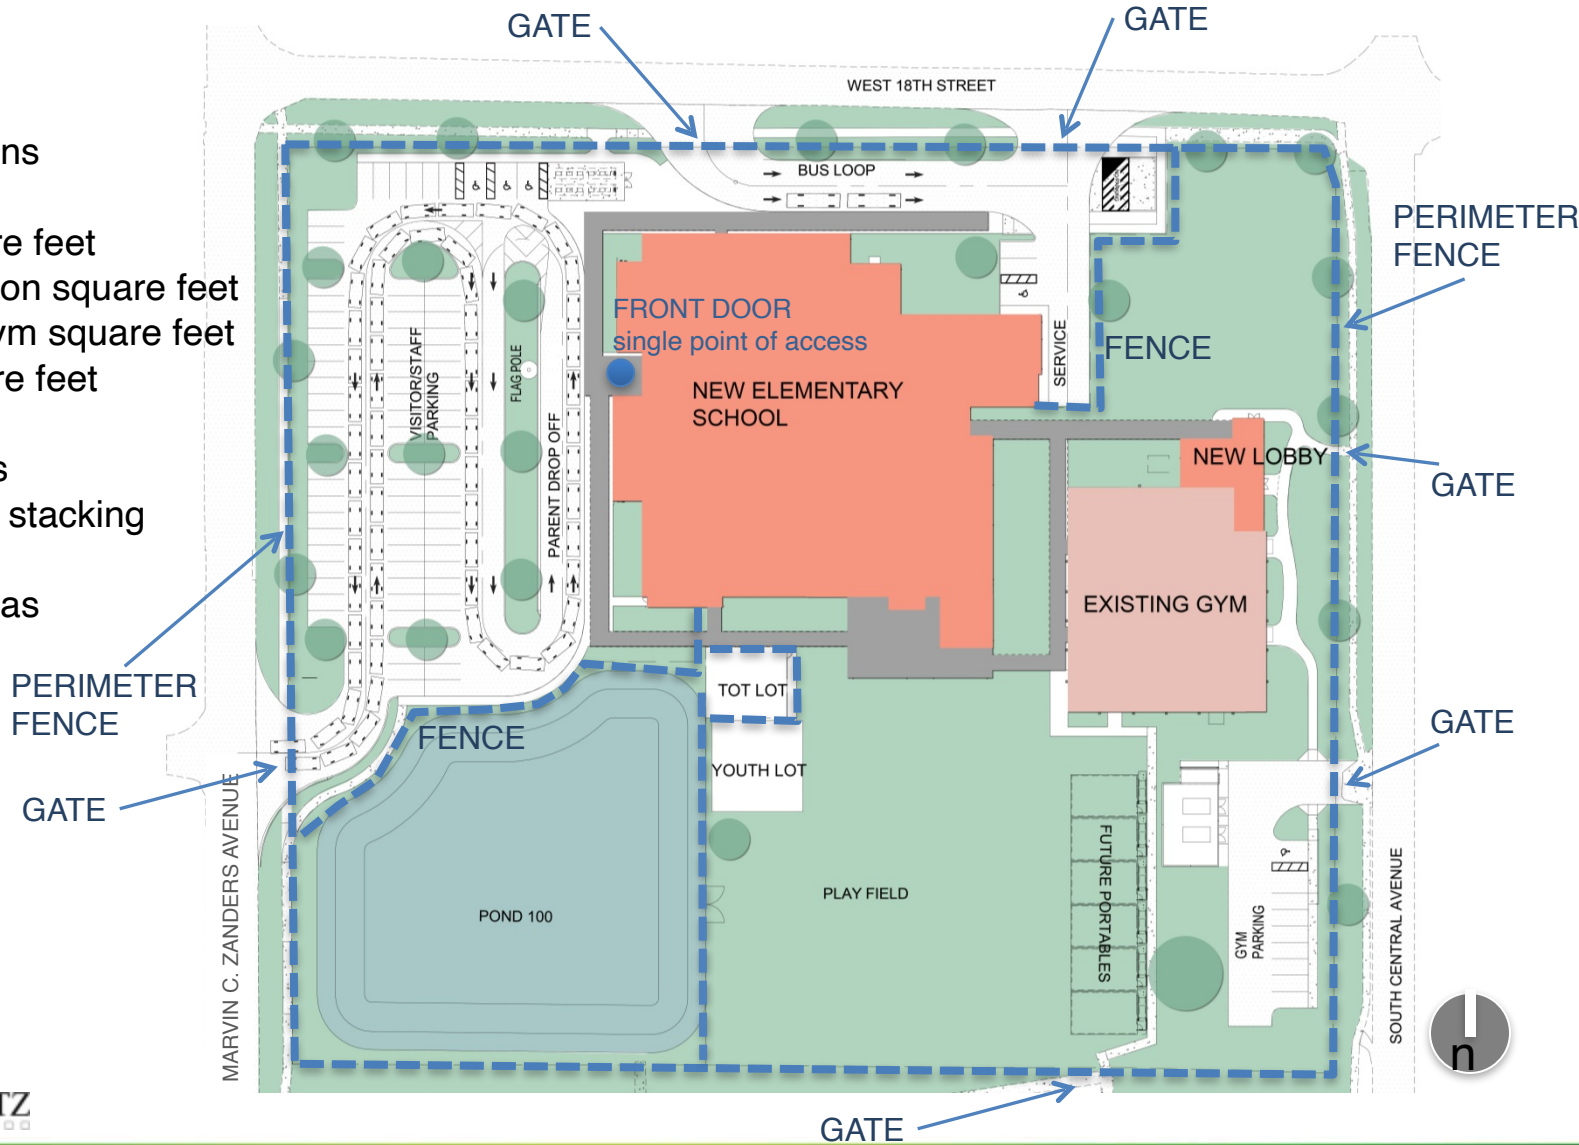 GATE
GATE
WEST 18TH STREET
ns
BUS LOOP
PERIMETER
FENCE
re feet
on square feet
ym square feet
re feet
FRONT DOOR
single point of access
FENCE
SERVICE
VISITOR/STAFF
PARKING
FLAG POLE
NEW ELEMENTARY
SCHOOL
PARENT DROP OFF
NEW LOBBY
GATE
s
stacking
as
EXISTING GYM
PERIMETER
FENCE
TOT LOT
FENCE
YOUTH LOT
GATE
GATE
MARVIN C. ZANDERS AVENUE
POND 100
PLAY FIELD
FUTURE PORTABLES
GYM
PARKING
SOUTH CENTRAL AVENUE
n
TZ
GATE